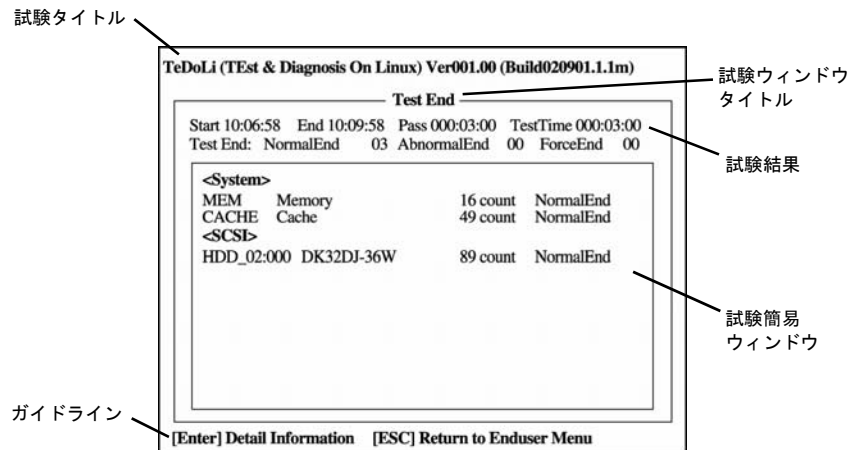 試験タイトル
TeDoLi (TEst & Diagnosis On Linux) Ver001.00 (Build020901.1.1m)
試験ウィンドウ
タイトル
Test End
Start 10:06:58 End 10:09:58 Pass 000:03:00 TestTime 000:03:00
Test End: NormalEnd 03 AbnormalEnd 00 ForceEnd 00
試験結果
<System>
MEM Memory 16 count NormalEnd
CACHE Cache 49 count NormalEnd
<SCSI>
HDD_02:000 DK32DJ-36W 89 count NormalEnd
試験簡易
ウィンドウ
ガイドライン
[Enter] Detail Information [ESC] Return to Enduser Menu